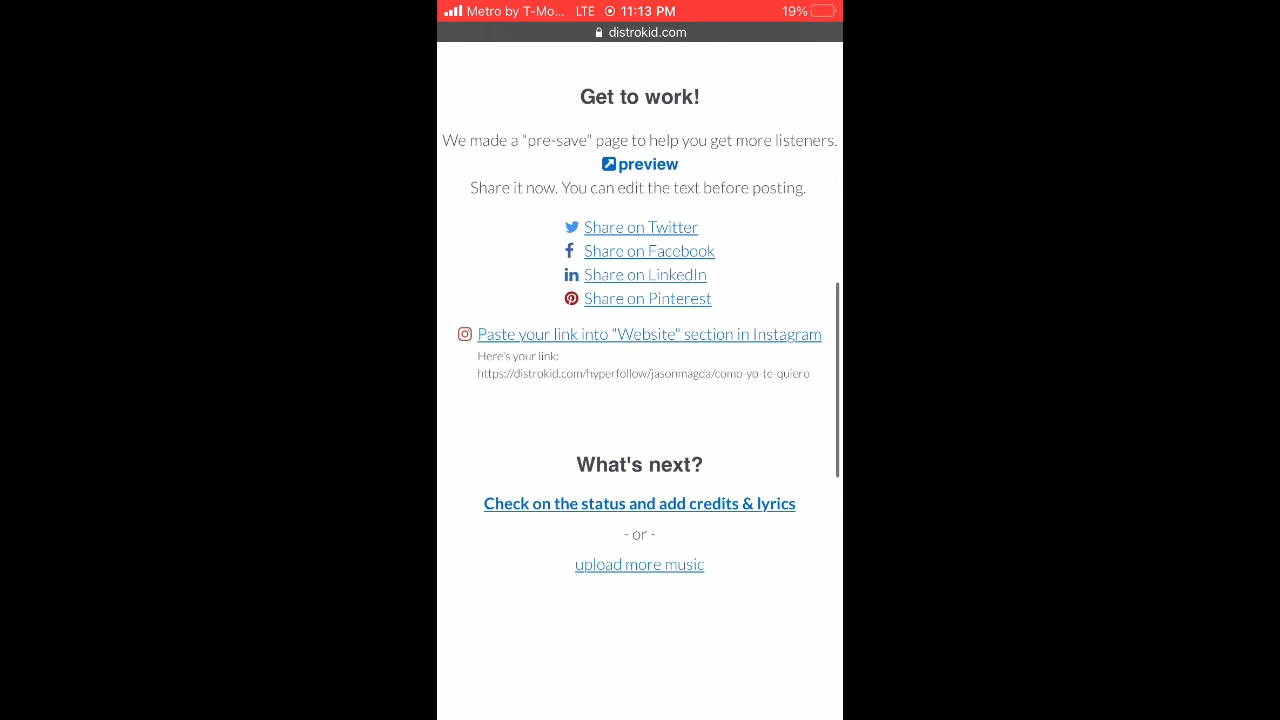 Metro by T-Mo... LTE 11:13 PM 19%
distrokid.com
Get to work!
We made a "pre-save" page to help you get more listeners.
preview
Share it now. You can edit the text before posting.
Share on Twitter
Share on Facebook
Share on LinkedIn
Share on Pinterest
Paste your link into "Website" section in Instagram
Here's your link:
https://distrokid.com/hyperfollow/jasonmagda/como-yo-te-quiero
What's next?
Check on the status and add credits & lyrics
- or -
upload more music